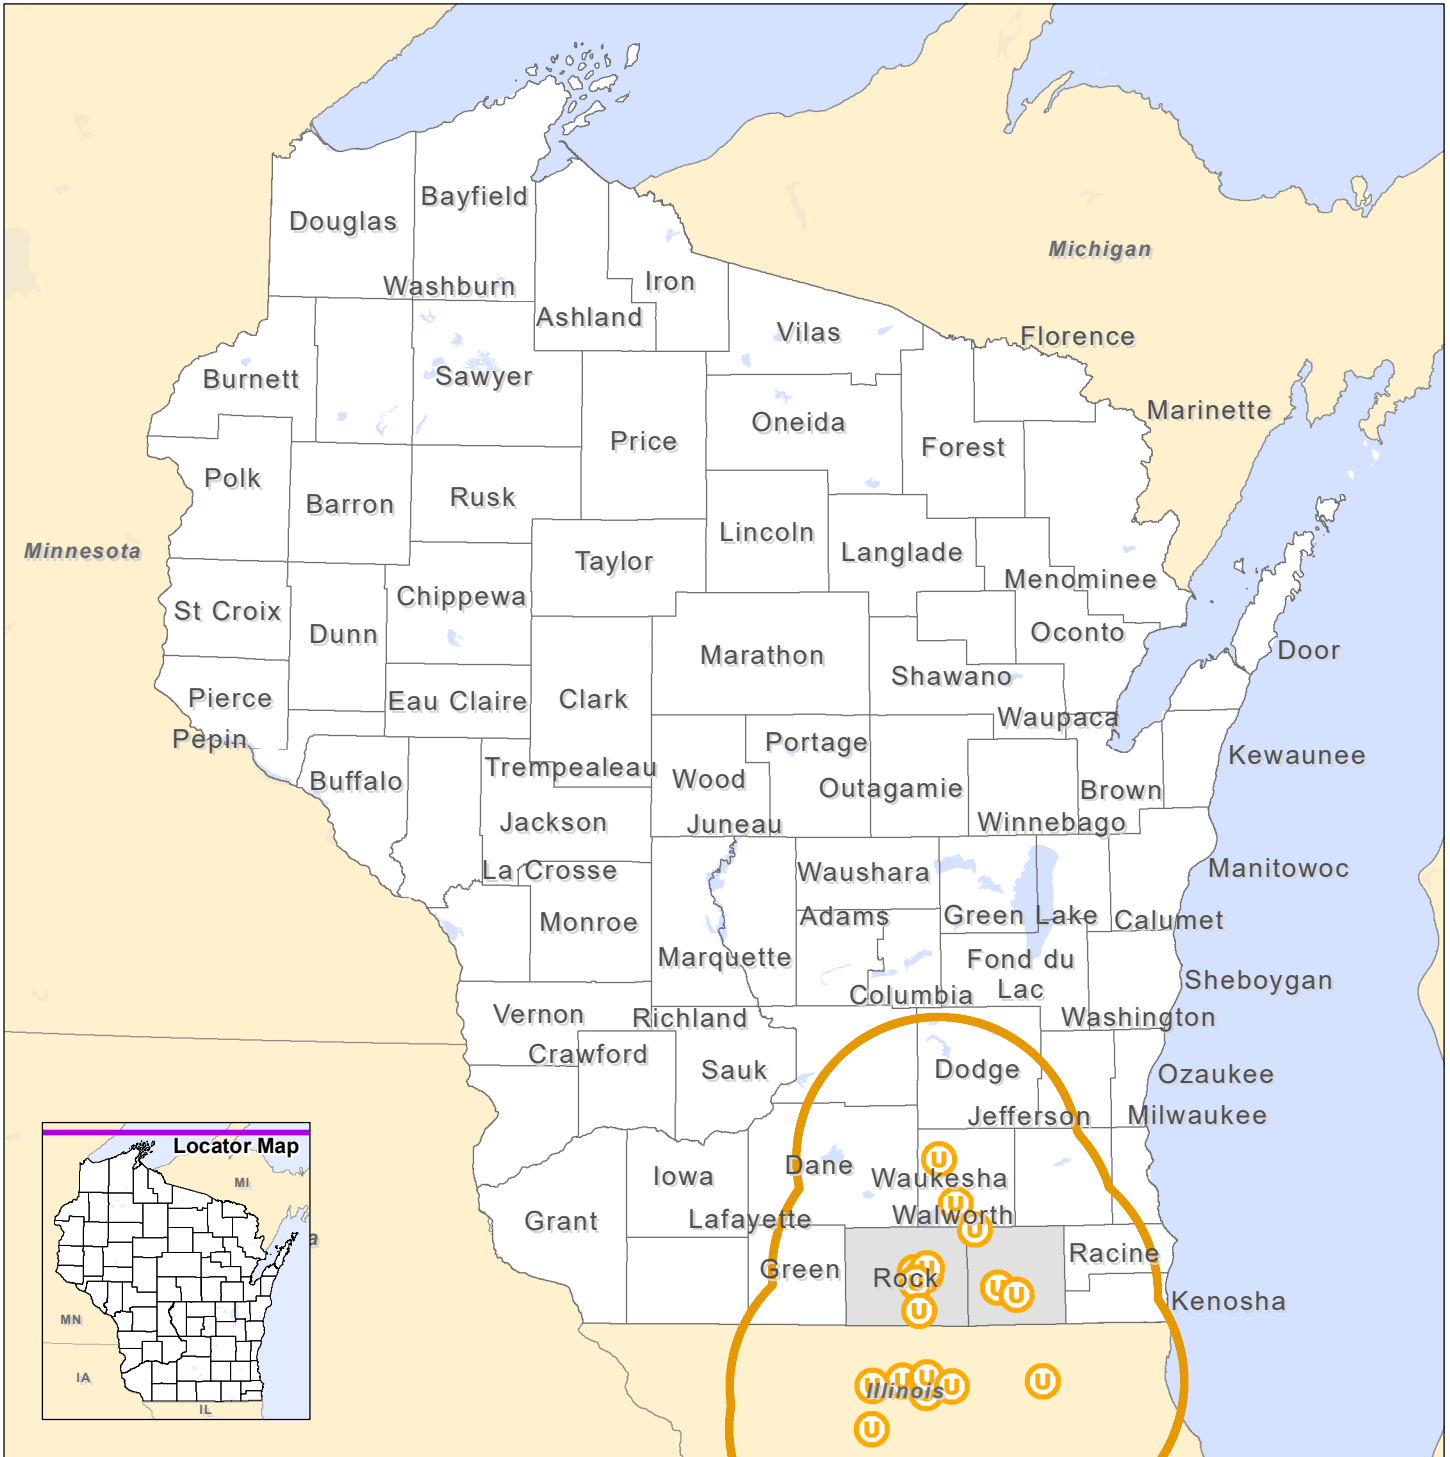 Bayfield
Douglas
Michigan
Iron
Washburn
Ashland
Vilas
Florence
Burnett
Sawyer
Marinette
Oneida
Price
Forest
Polk
Rusk
Barron
Lincoln
Minnesota
Langlade
Taylor
Menominee
Chippewa
St Croix
Dunn
Oconto
Door
Marathon
Shawano
Pierce
Eau Claire
Clark
Waupaca
Pepin
Portage
Kewaunee
Trempealeau
Buffalo
Wood
Outagamie
Brown
Jackson
Juneau
Winnebago
La Crosse
Waushara
Manitowoc
Monroe
Adams
Green Lake
Calumet
Marquette
Fond du
Lac
Sheboygan
Columbia
Vernon
Richland
Washington
Crawford
Sauk
Dodge
Ozaukee
Jefferson
Milwaukee
Locator Map
MI
Dane
Iowa
Waukesha
U
U
Grant
Lafayette
Walworth
U
a
Green
Rock
U
Racine
U
U
U
Kenosha
MN
IA
IL
U
U
U
U
U
Illinois
U